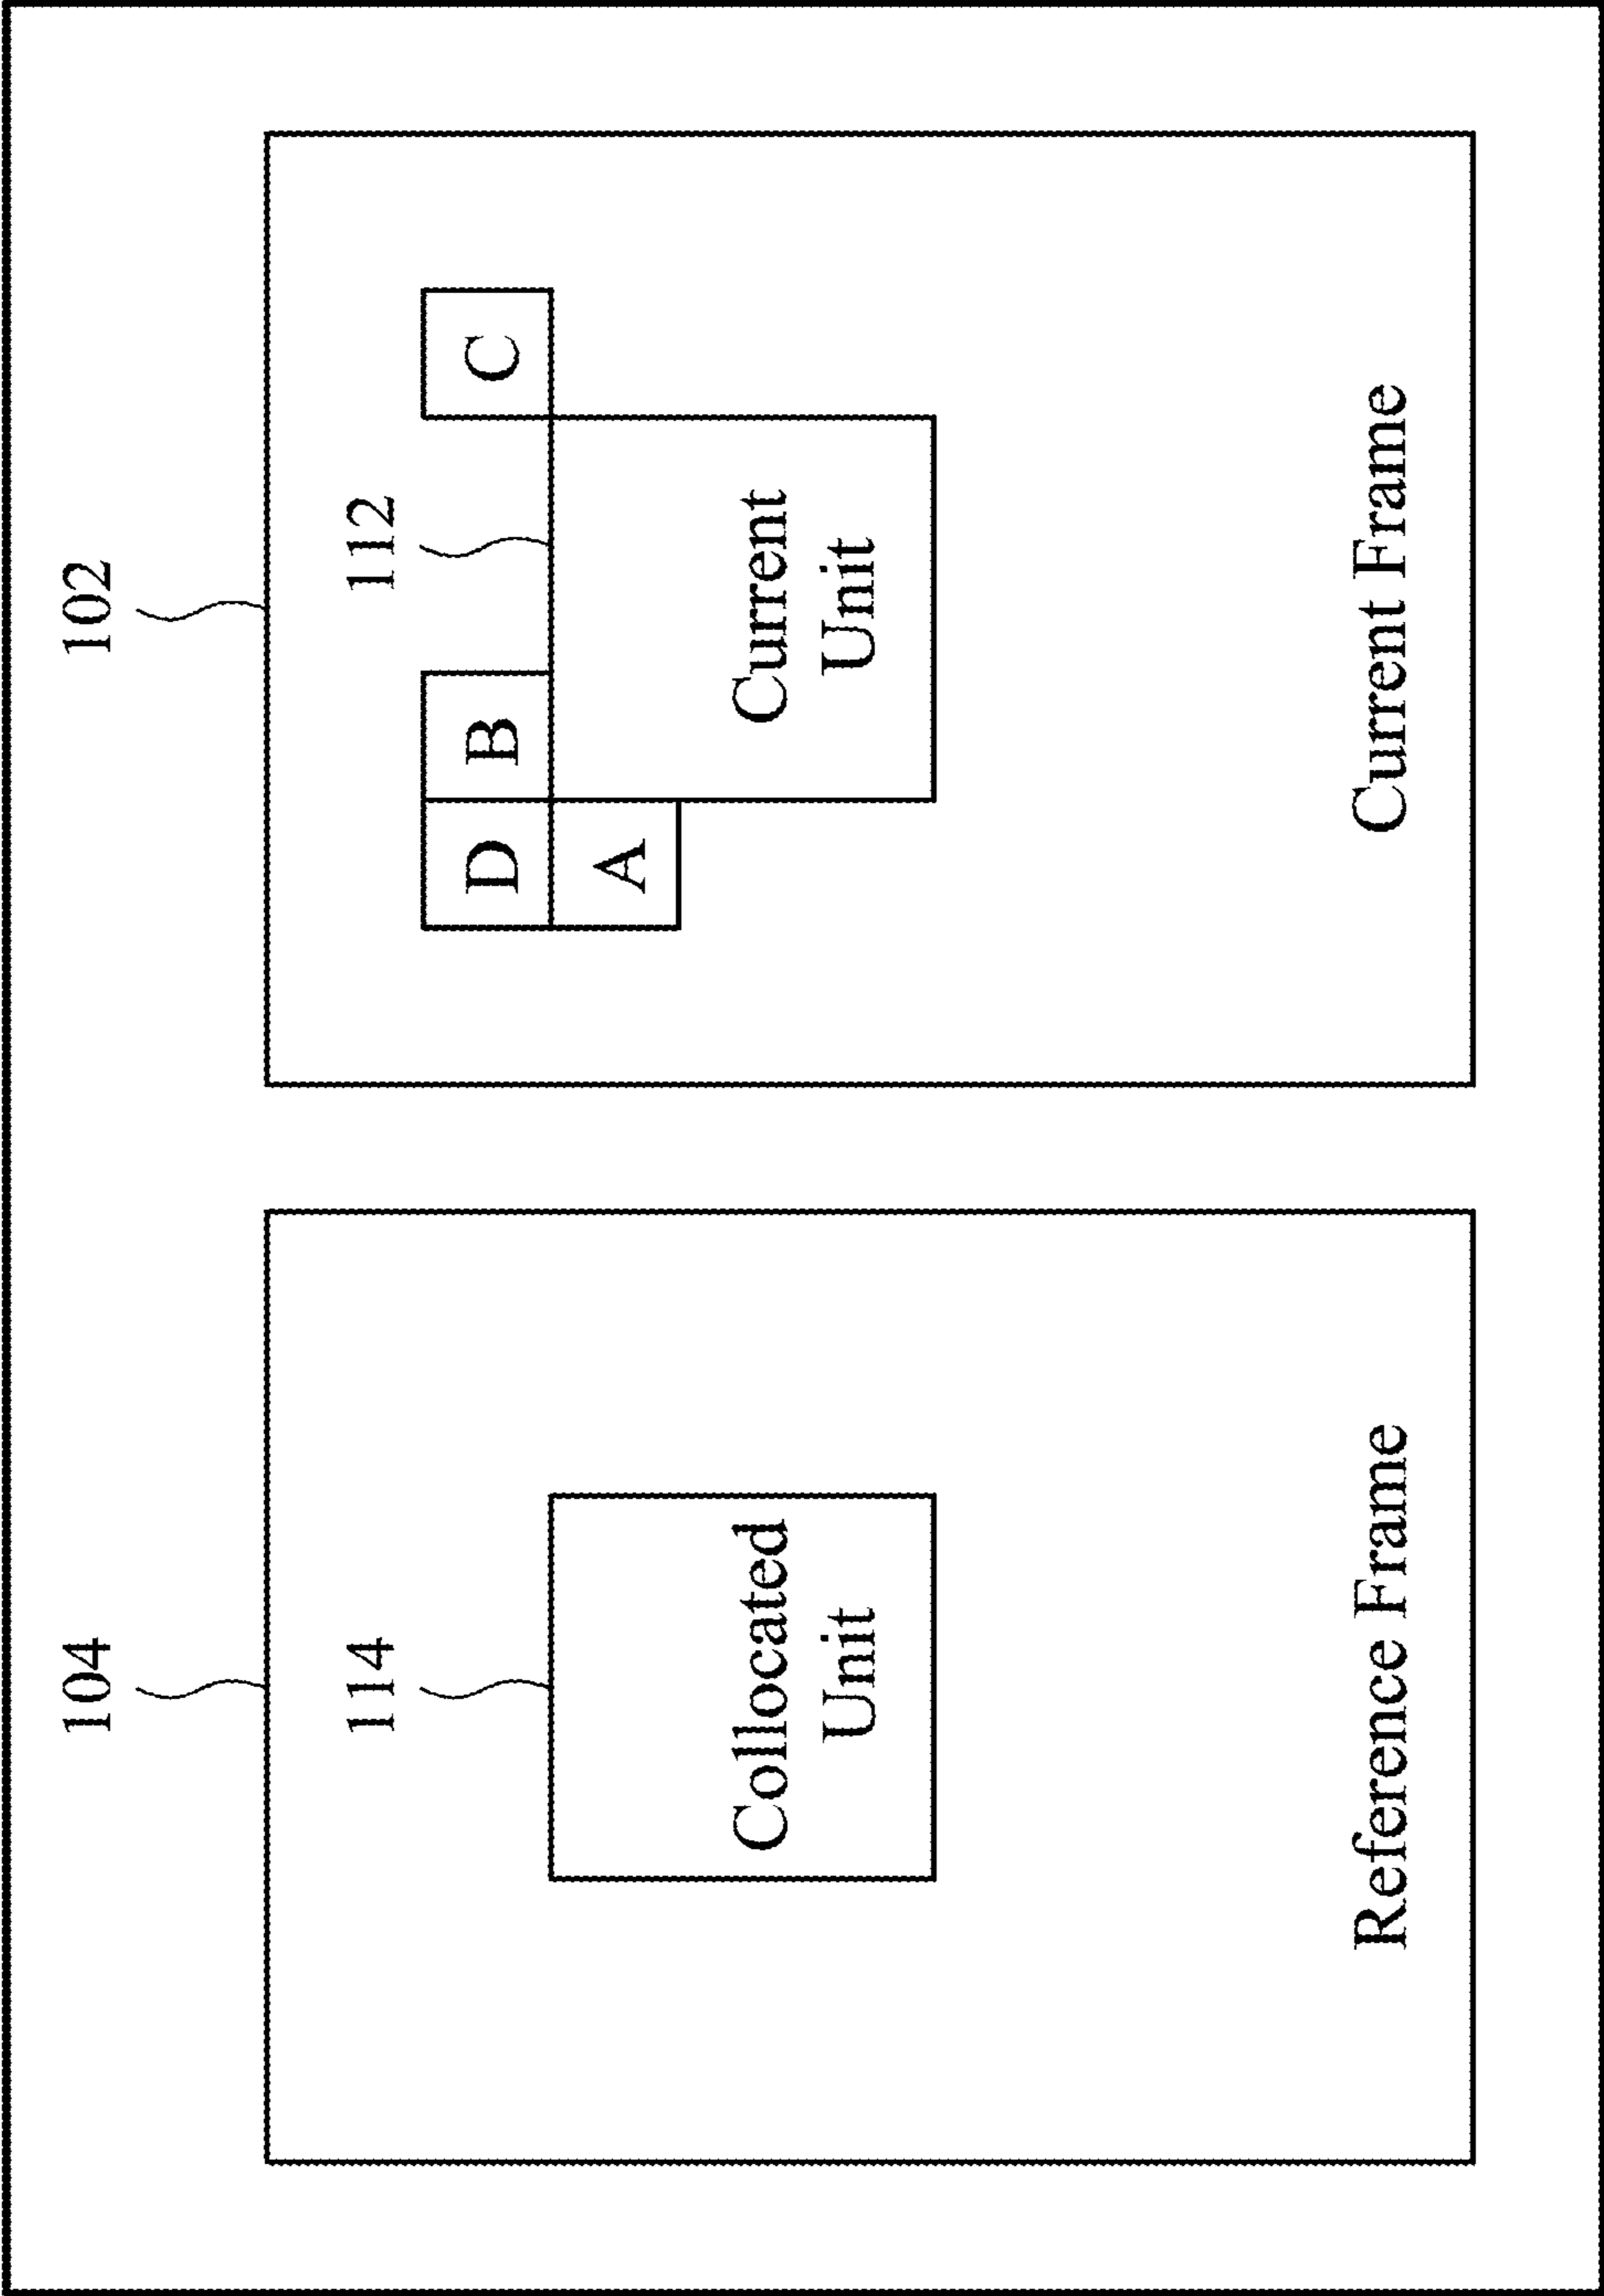 104
102
114
112
D
B
C
A
Collocated
Unit
Current
Unit
Reference Frame
Current Frame